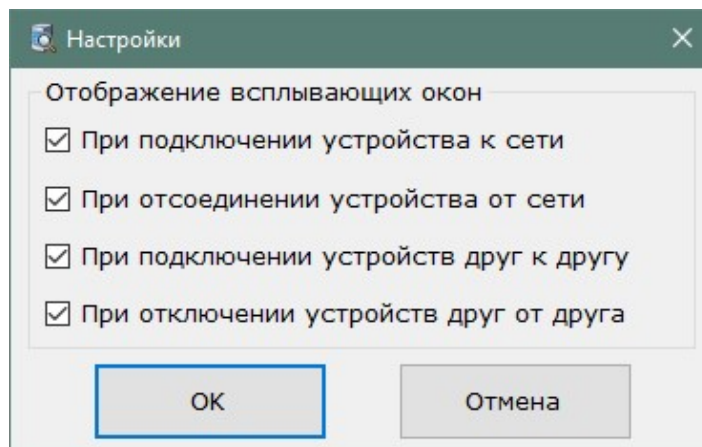 Настройки
Отображение всплывающих окон
При подключении устройства к сети
При отсоединении устройства от сети
При подключении устройств друг к другу
При отключении устройств друг от друга
OK
Отмена